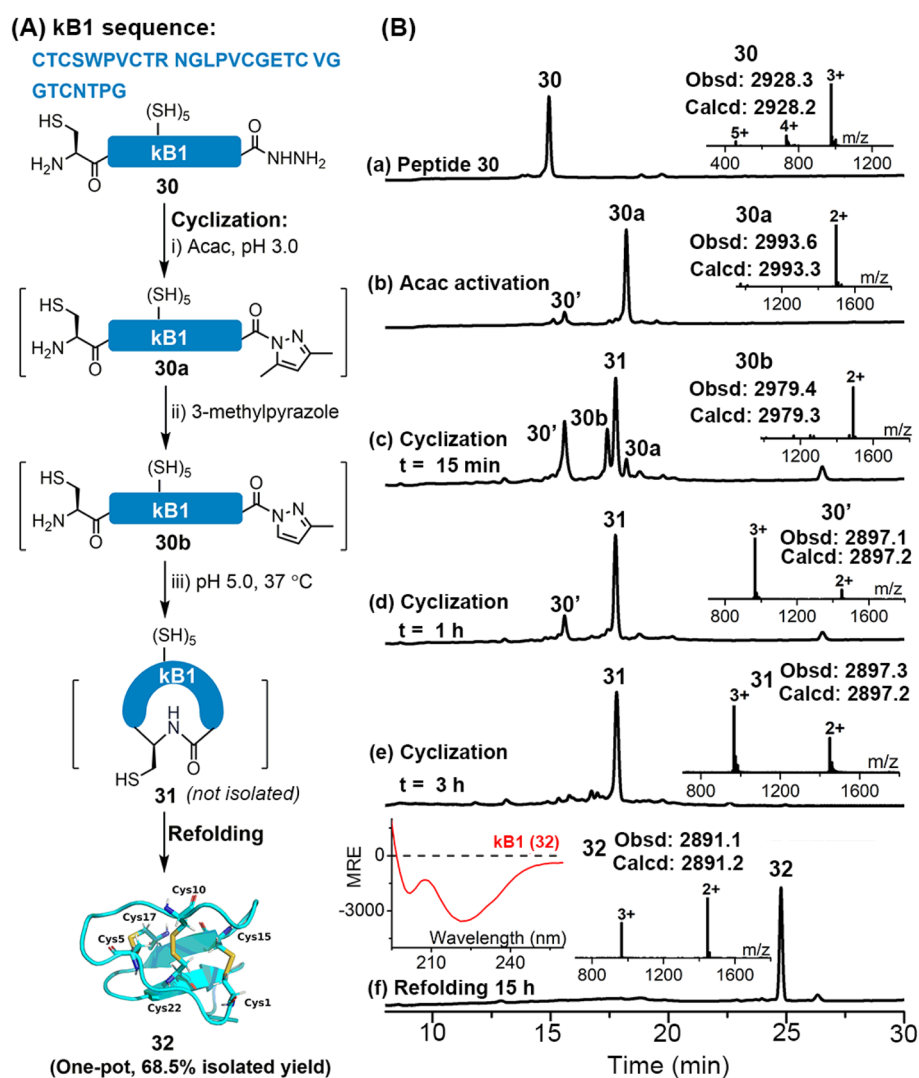 (A) kB1 sequence:
CTCSWPVCTR NGLPVCGETC VG
GTCNTPG
HS
(SH)5
H2N
O
kB1
O
NHNH2
30
Cyclization:
i) Acac, pH 3.0
HS
(SH)5
H2N
O
kB1
O
N
N
30a
ii) 3-methylpyrazole
HS
(SH)5
H2N
O
kB1
O
N
N
30b
iii) pH 5.0, 37 °C
(SH)5
kB1
H
N
HS
O
31 (not isolated)
Refolding
Cys10
Cys17
Cys5
Cys15
Cys22
Cys1
32
(One-pot, 68.5% isolated yield)
(B)
30
30
Obsd: 2928.3
Calcd: 2928.2
3+
4+
5+
m/z
400 800 1200
(a) Peptide 30
30a
30a
Obsd: 2993.6
Calcd: 2993.3
2+
m/z
1200 1600
(b) Acac activation
30’
31
30b
Obsd: 2979.4
Calcd: 2979.3
2+
m/z
1200 1600
30’
30b
30a
(c) Cyclization
t = 15 min
31
30’
Obsd: 2897.1
Calcd: 2897.2
3+
2+
m/z
800 1200 1600
(d) Cyclization
t = 1 h
30’
31
31
Obsd: 2897.3
Calcd: 2897.2
3+
2+
m/z
800 1200 1600
(e) Cyclization
t = 3 h
MRE
0
-3000
kB1 (32)
Wavelength (nm)
210 240
32
Obsd: 2891.1
Calcd: 2891.2
3+
2+
m/z
800 1200 1600
32
(f) Refolding 15 h
10 15 20 25 30
Time (min)